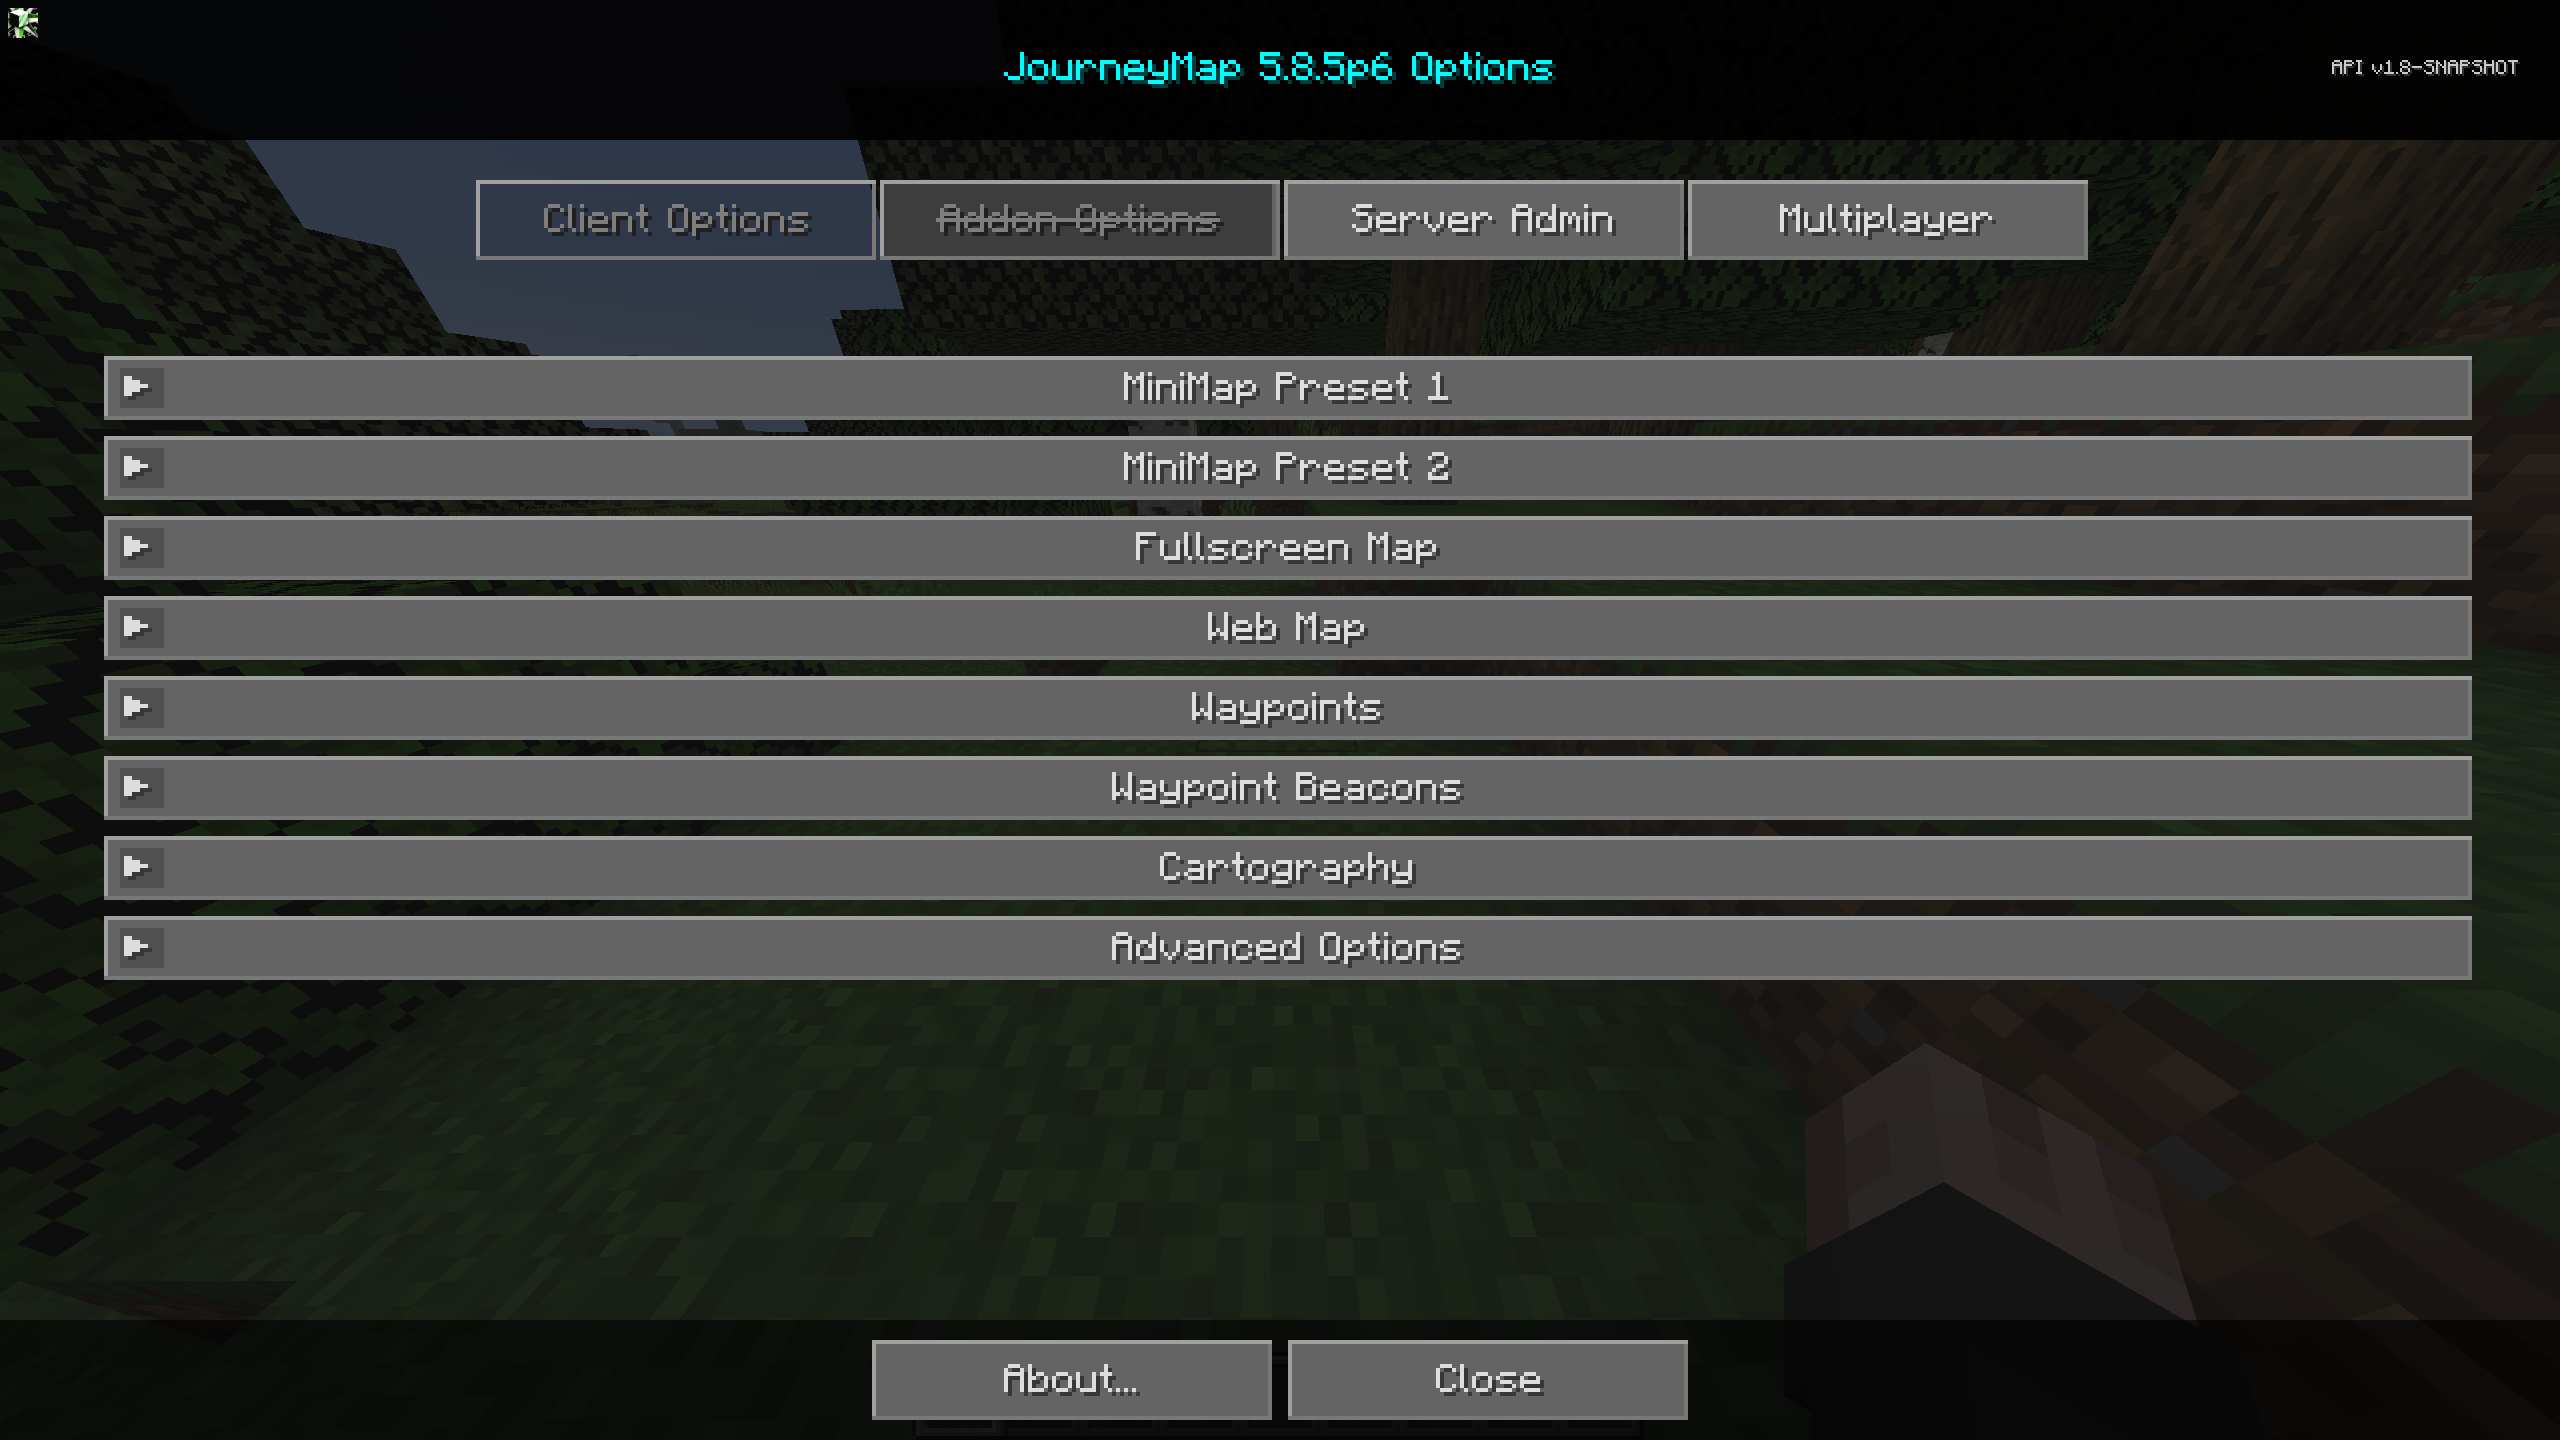 JourneyMap 5.8.5p6 Options
API v1.8-SNAPSHOT
Client Options
Addon Options
Server Admin
Multiplayer
MiniMap Preset 1
MiniMap Preset 2
Fullscreen Map
Web Map
Waypoints
Waypoint Beacons
Cartography
Advanced Options
About...
Close